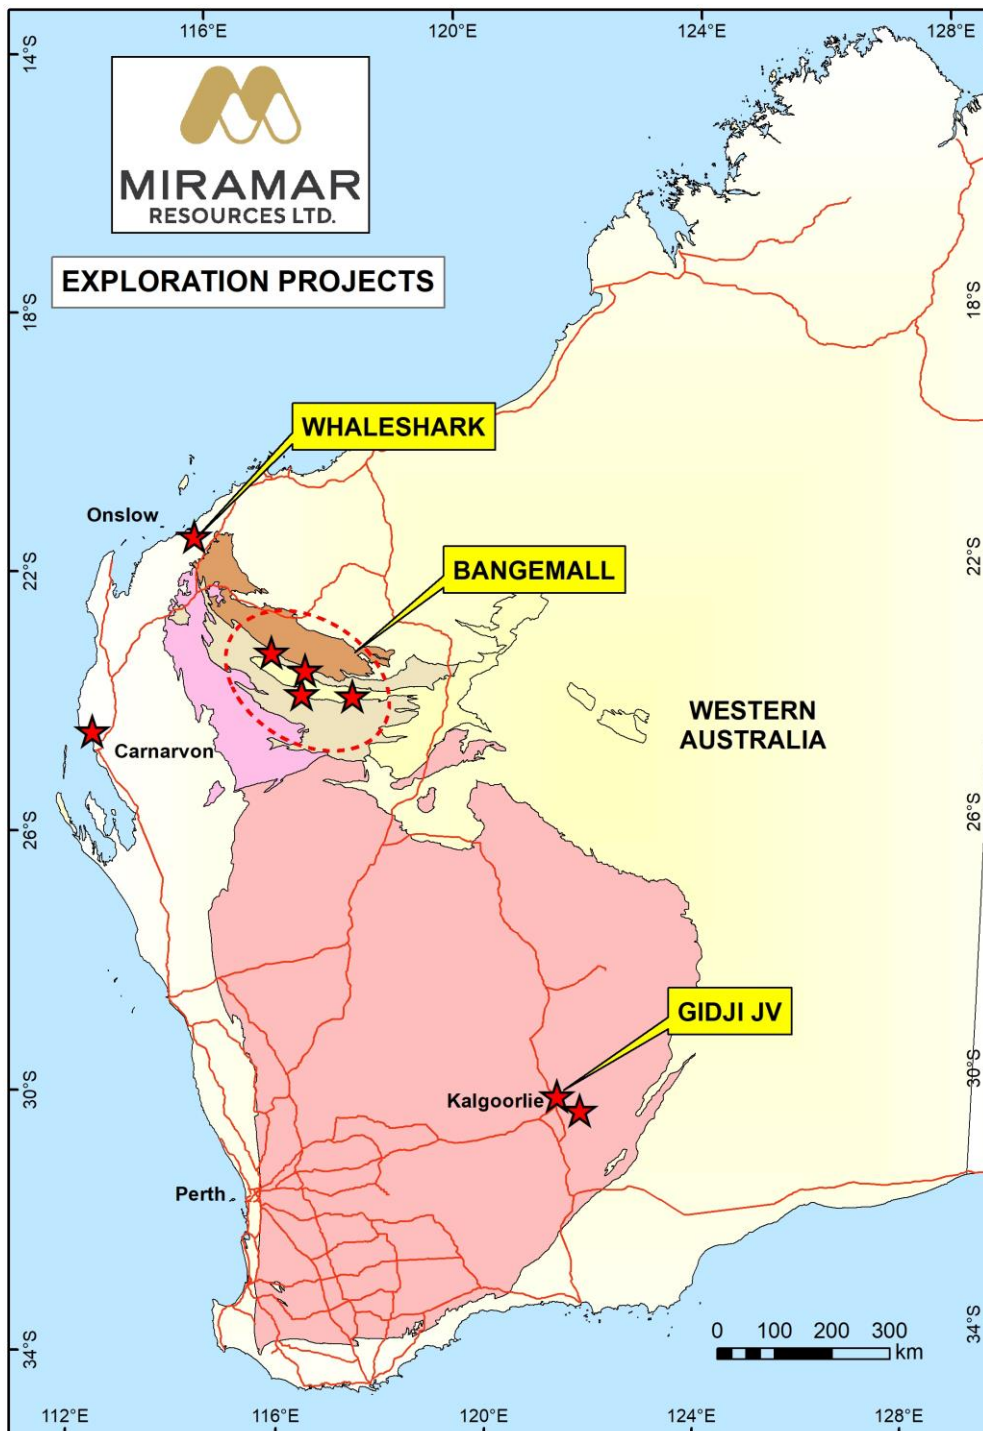 116°E
120°E
124°E
128°E
14°S
MIRAMAR
RESOURCES LTD.
EXPLORATION PROJECTS
18°S
18°S
WHALESHARK
Onslow
22°S
22°S
BANGEMALL
WESTERN
AUSTRALIA
Carnarvon
26°S
26°S
GIDJI JV
30°S
30°S
Kalgoorlie
Perth
34°S
34°S
0 100 200 300
km
112°E
116°E
120°E
124°E
128°E